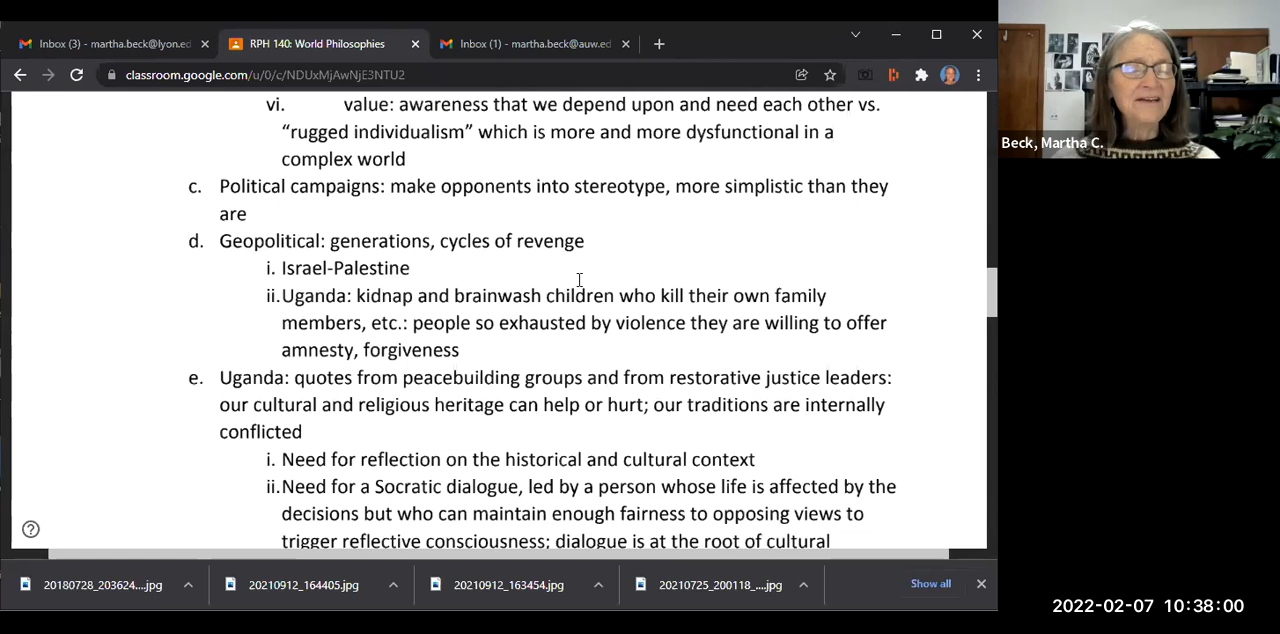 Inbox (3) - martha.beck@lyon.ed
RPH 140: World Philosophies
Inbox (1) - martha.beck@auw.ed
classroom.google.com/u/0/c/NDUxMjAwNjE3NTU2
vi. value: awareness that we depend upon and need each other vs.
“rugged individualism” which is more and more dysfunctional in a
complex world
c. Political campaigns: make opponents into stereotype, more simplistic than they
are
d. Geopolitical: generations, cycles of revenge
i. Israel-Palestine
ii.Uganda: kidnap and brainwash children who kill their own family
members, etc.: people so exhausted by violence they are willing to offer
amnesty, forgiveness
e. Uganda: quotes from peacebuilding groups and from restorative justice leaders:
our cultural and religious heritage can help or hurt; our traditions are internally
conflicted
i. Need for reflection on the historical and cultural context
ii.Need for a Socratic dialogue, led by a person whose life is affected by the
decisions but who can maintain enough fairness to opposing views to
trigger reflective consciousness; dialogue is at the root of cultural
Beck, Martha C.
20180728_203624....jpg
20210912_164405.jpg
20210912_163454.jpg
20210725_200118_....jpg
Show all
2022-02-07 10:38:00